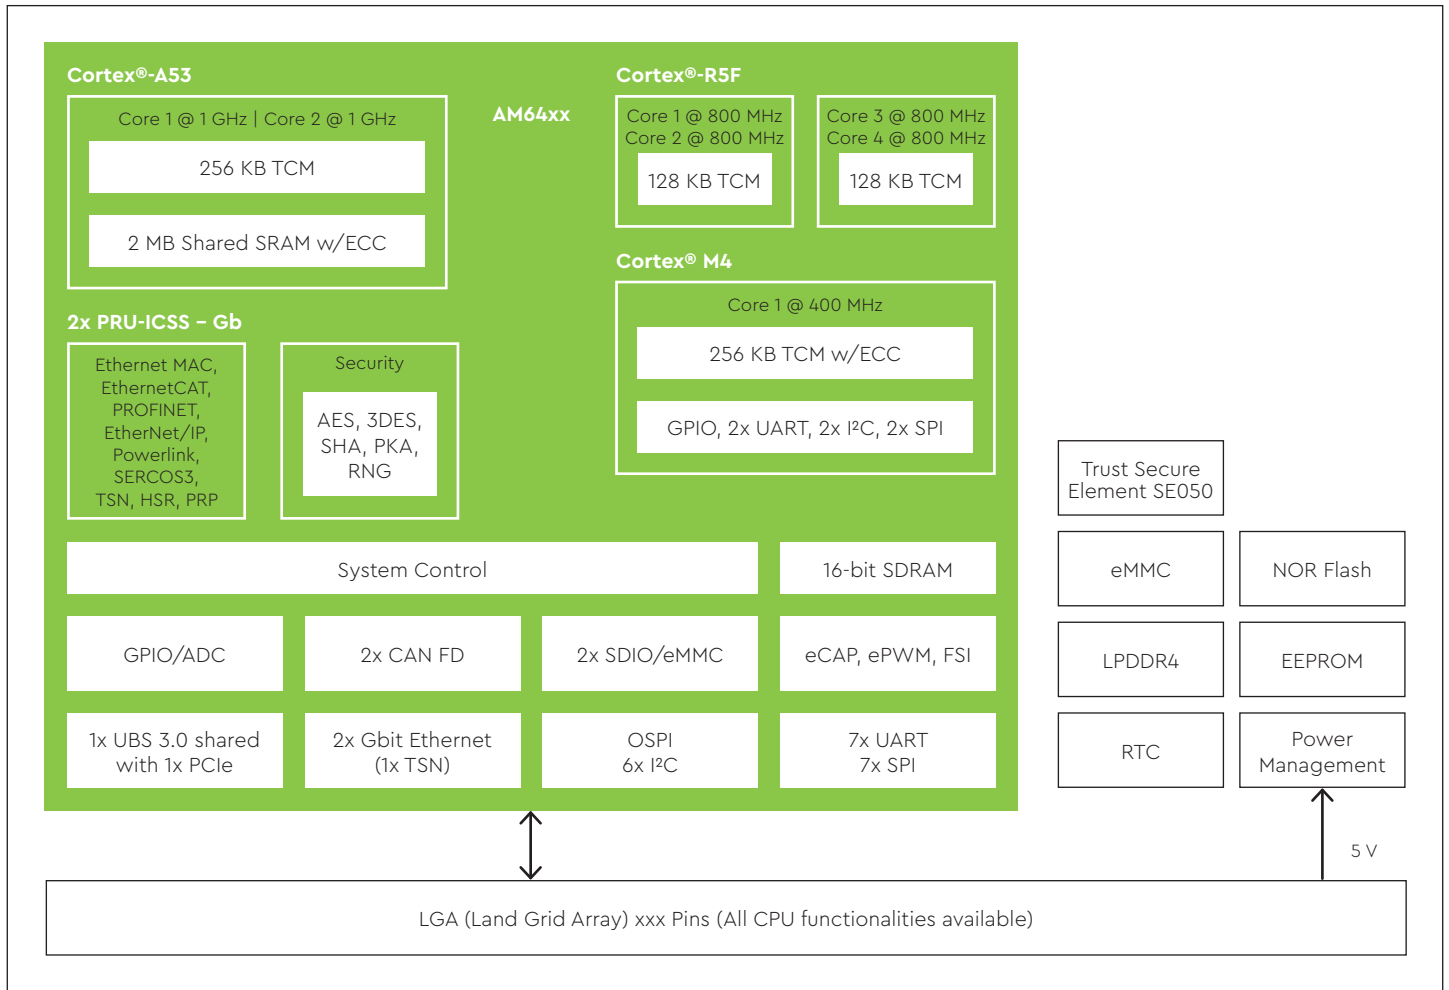 Cortex®-A53
Core 1 @ 1 GHz | Core 2 @ 1 GHz
256 KB TCM
2 MB Shared SRAM w/ECC
AM64xx
Cortex®-R5F
Core 1 @ 800 MHz
Core 2 @ 800 MHz
128 KB TCM
Core 3 @ 800 MHz
Core 4 @ 800 MHz
128 KB TCM
Cortex® M4
Core 1 @ 400 MHz
256 KB TCM w/ECC
GPIO, 2x UART, 2x I²C, 2x SPI
2x PRU-ICSS – Gb
Ethernet MAC,
EthernetCAT,
PROFINET,
EtherNet/IP,
Powerlink,
SERCOS3,
TSN, HSR, PRP
Security
AES, 3DES,
SHA, PKA,
RNG
System Control
16-bit SDRAM
GPIO/ADC
2x CAN FD
2x SDIO/eMMC
eCAP, ePWM, FSI
1x UBS 3.0 shared
with 1x PCIe
2x Gbit Ethernet
(1x TSN)
OSPI
6x I²C
7x UART
7x SPI
Trust Secure
Element SE050
eMMC
NOR Flash
LPDDR4
EEPROM
RTC
Power
Management
5 V
LGA (Land Grid Array) xxx Pins (All CPU functionalities available)